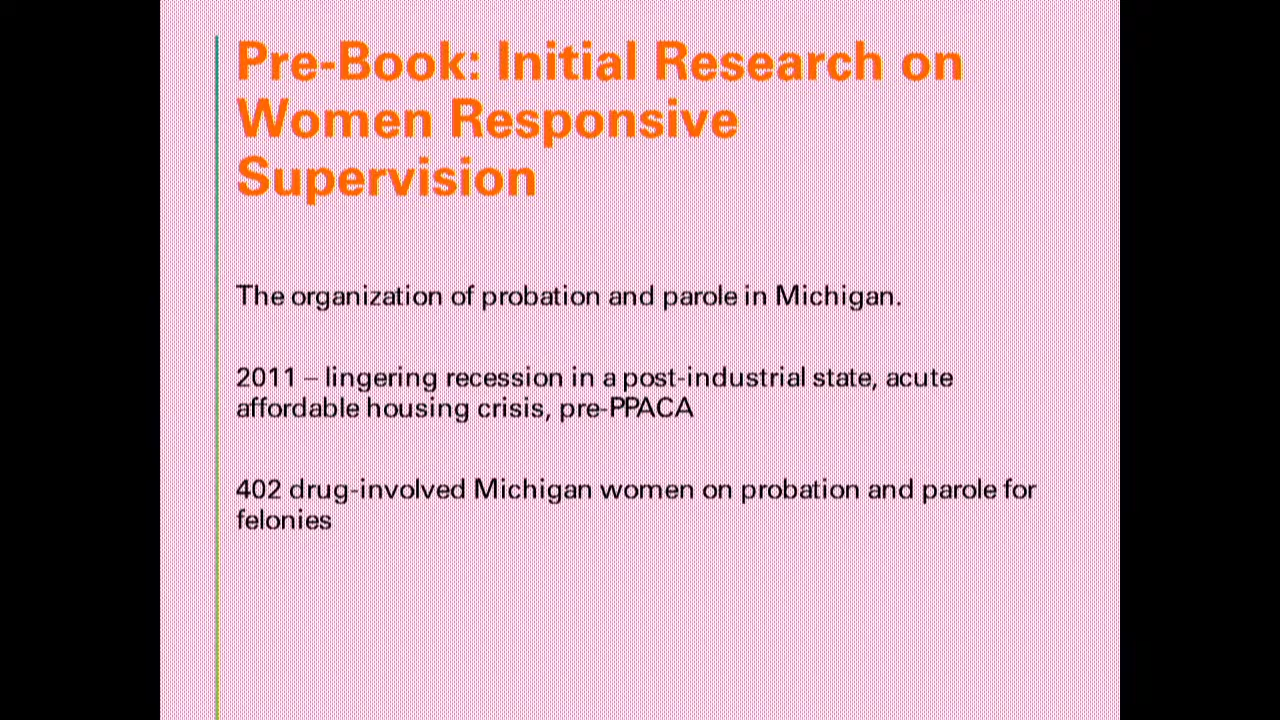 Pre-Book: Initial Research on
Women Responsive
Supervision
The organization of probation and parole in Michigan.
2011 – lingering recession in a post-industrial state, acute
affordable housing crisis, pre-PPACA
402 drug-involved Michigan women on probation and parole for
felonies